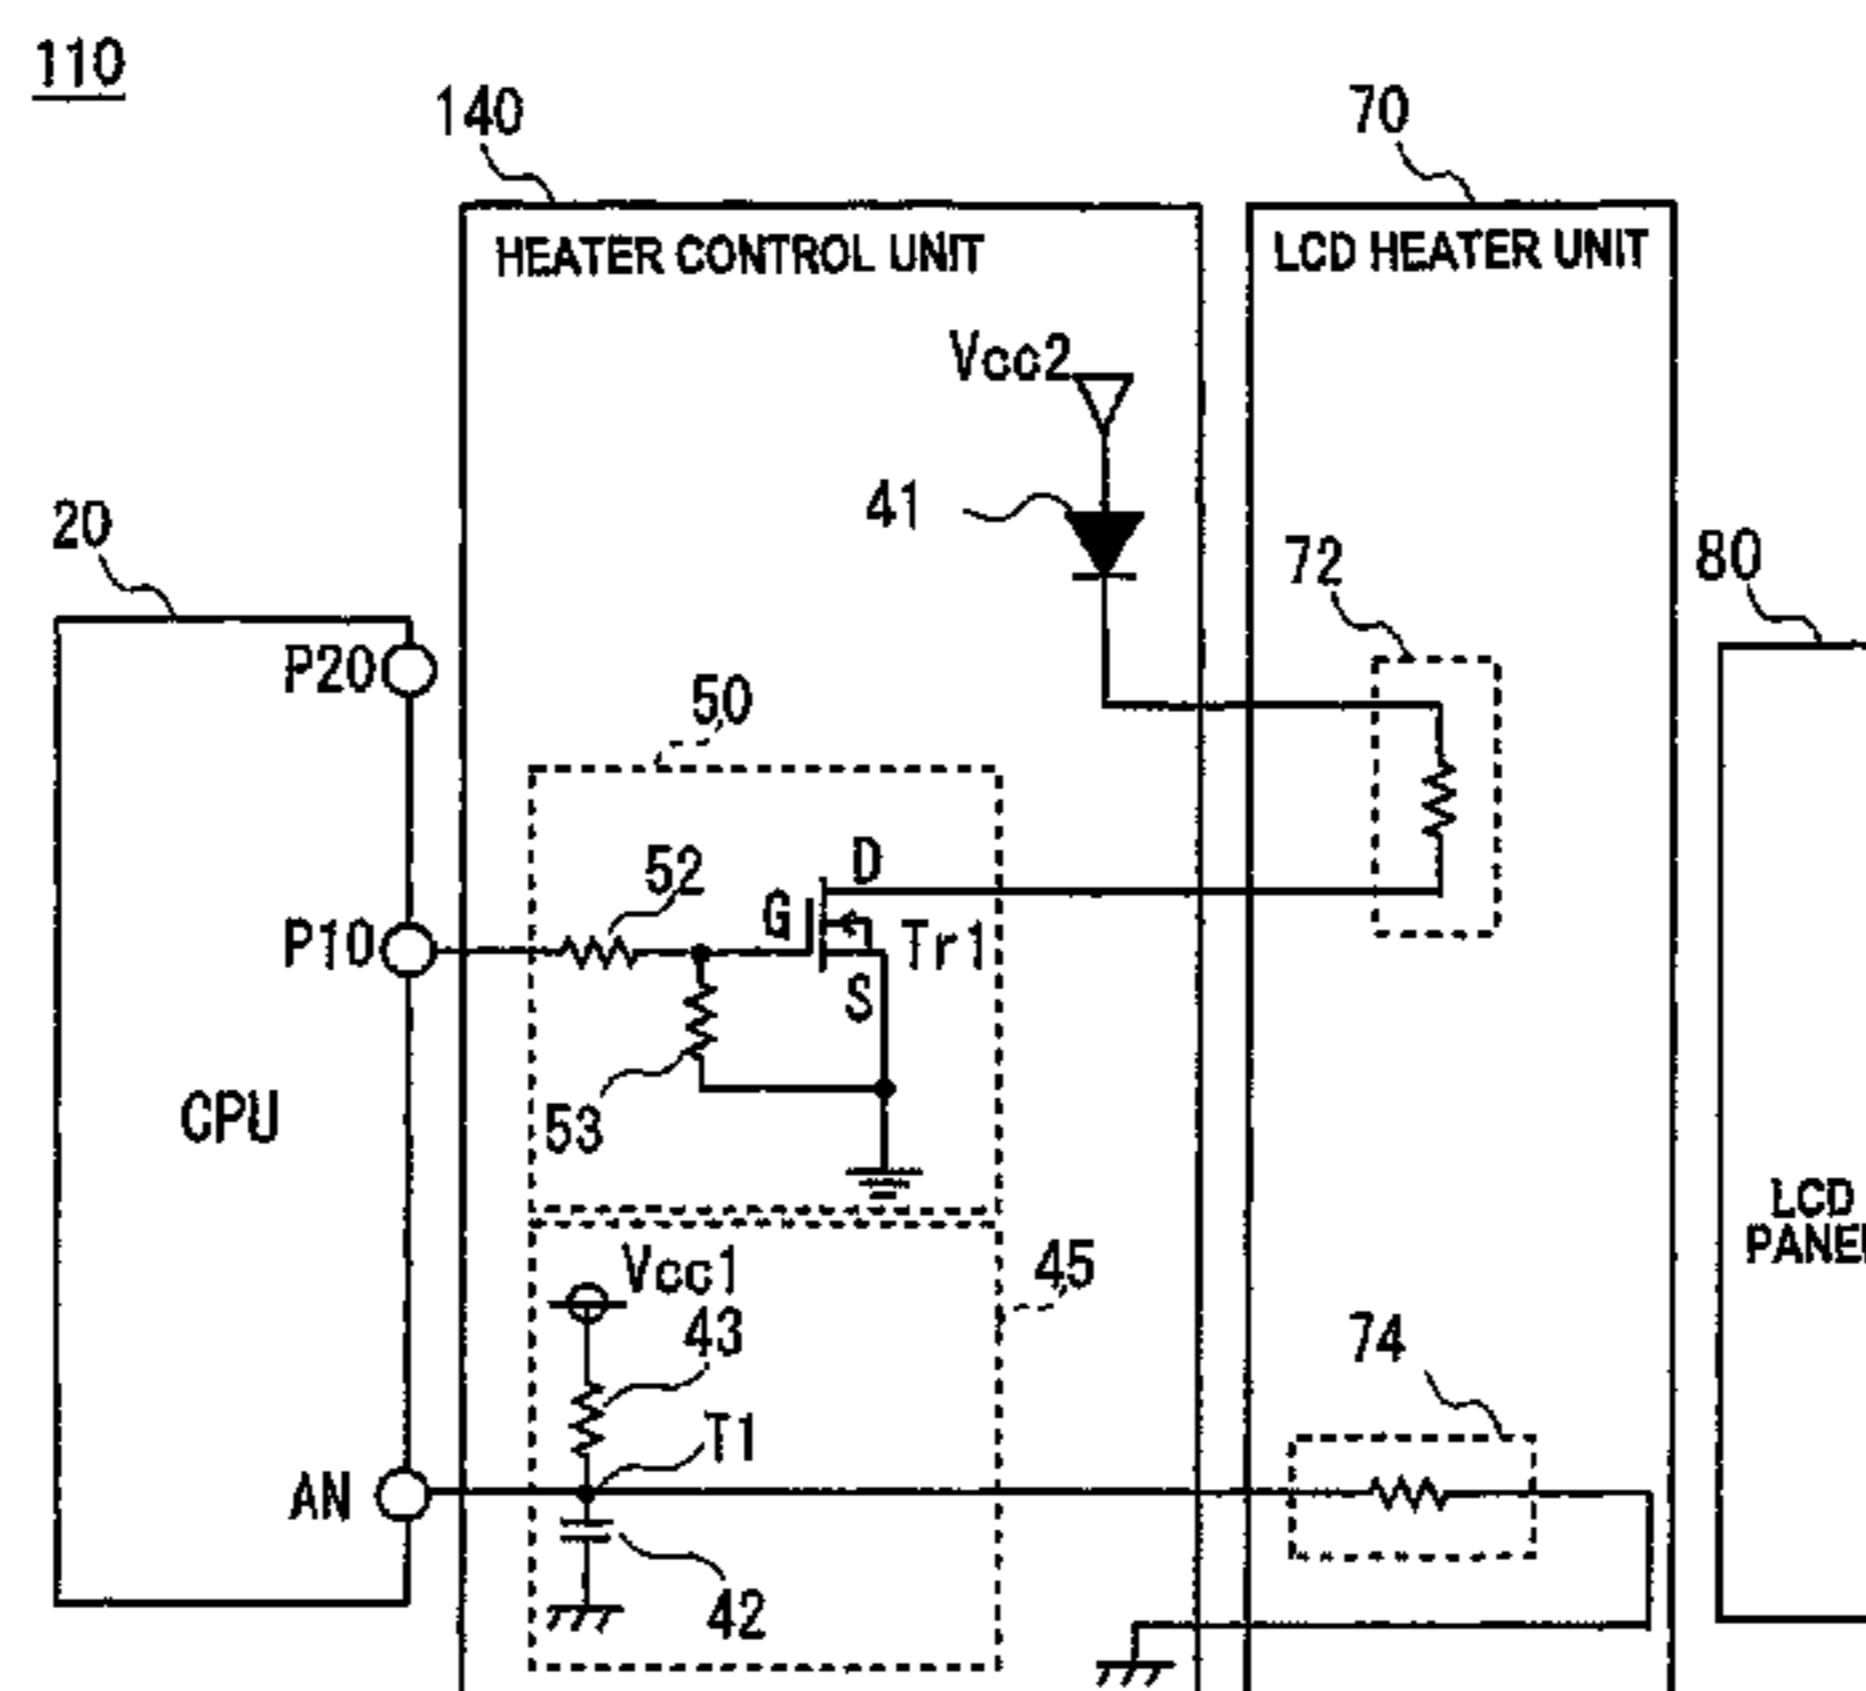 110
140
70
HEATER CONTROL UNIT
LCD HEATER UNIT
Vcc2
41
20
72
80
P20
50
52
D
G
P10
Tr1
S
53
CPU
LCD
Vcc1
45
43
74
T1
AN
42